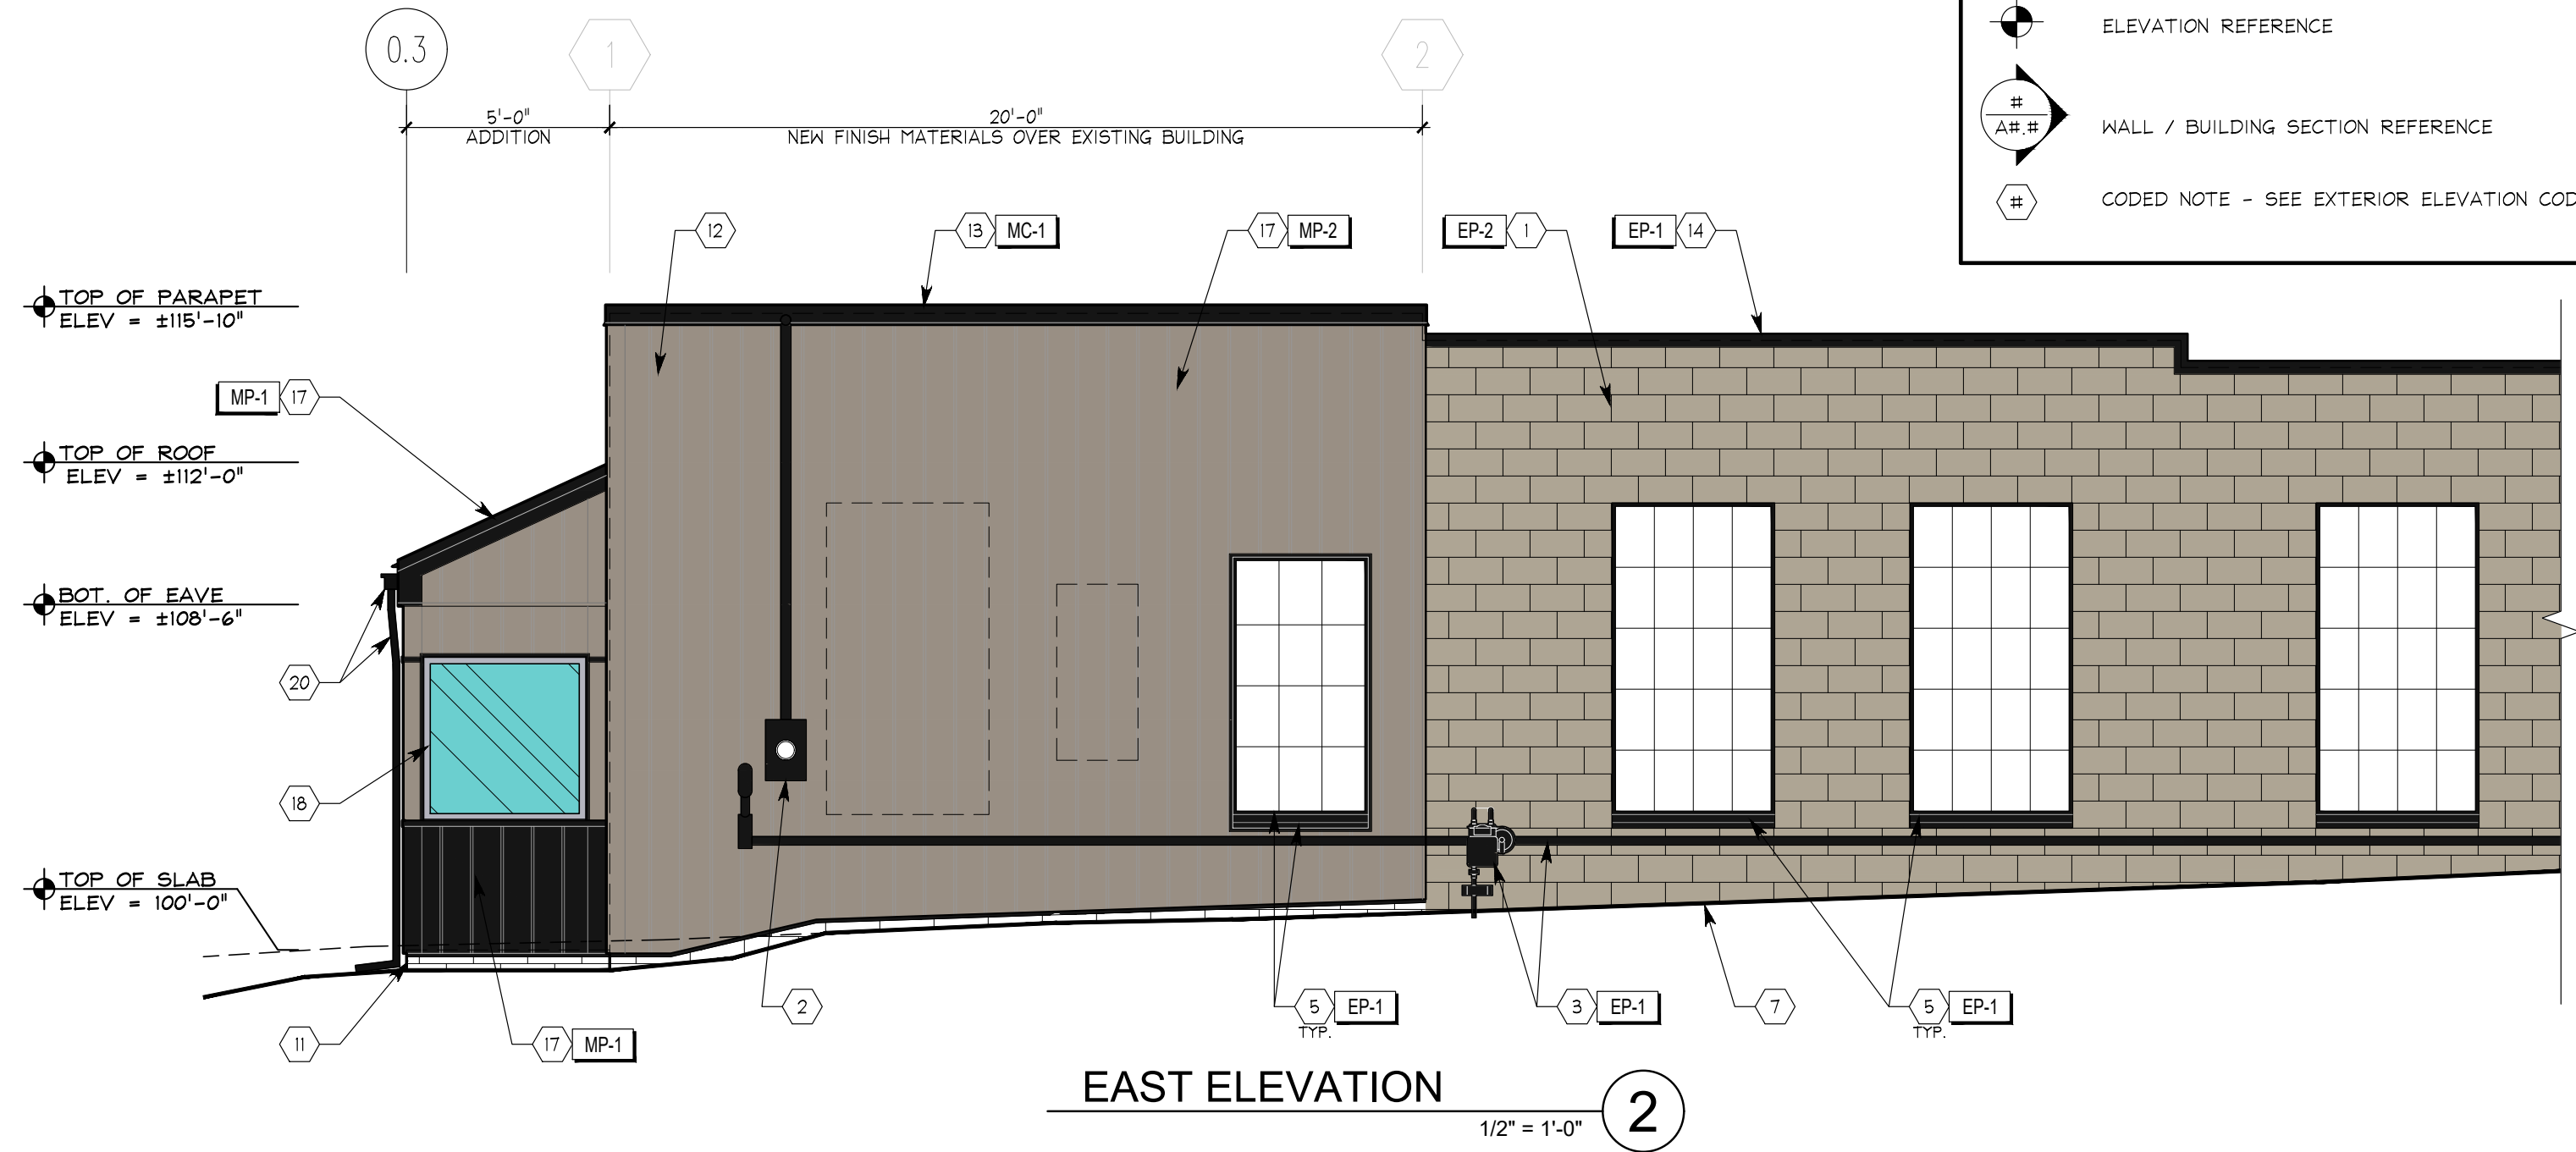 0.3
1
2
5'-0"
ADDITION
20'-0"
NEW FINISH MATERIALS OVER EXISTING BUILDING
ELEVATION REFERENCE
#
A#.#
WALL / BUILDING SECTION REFERENCE
#
CODED NOTE - SEE EXTERIOR ELEVATION COD
12
13 MC-1
17 MP-2
EP-2 1
EP-1 14
TOP OF PARAPET
ELEV = ±115'-10"
MP-1 17
TOP OF ROOF
ELEV = ±112'-0"
BOT. OF EAVE
ELEV = ±108'-6"
20
18
TOP OF SLAB
ELEV = 100'-0"
2
5 EP-1
TYP.
3 EP-1
7
5 EP-1
TYP.
11
17 MP-1
EAST ELEVATION
2
1/2" = 1'-0"